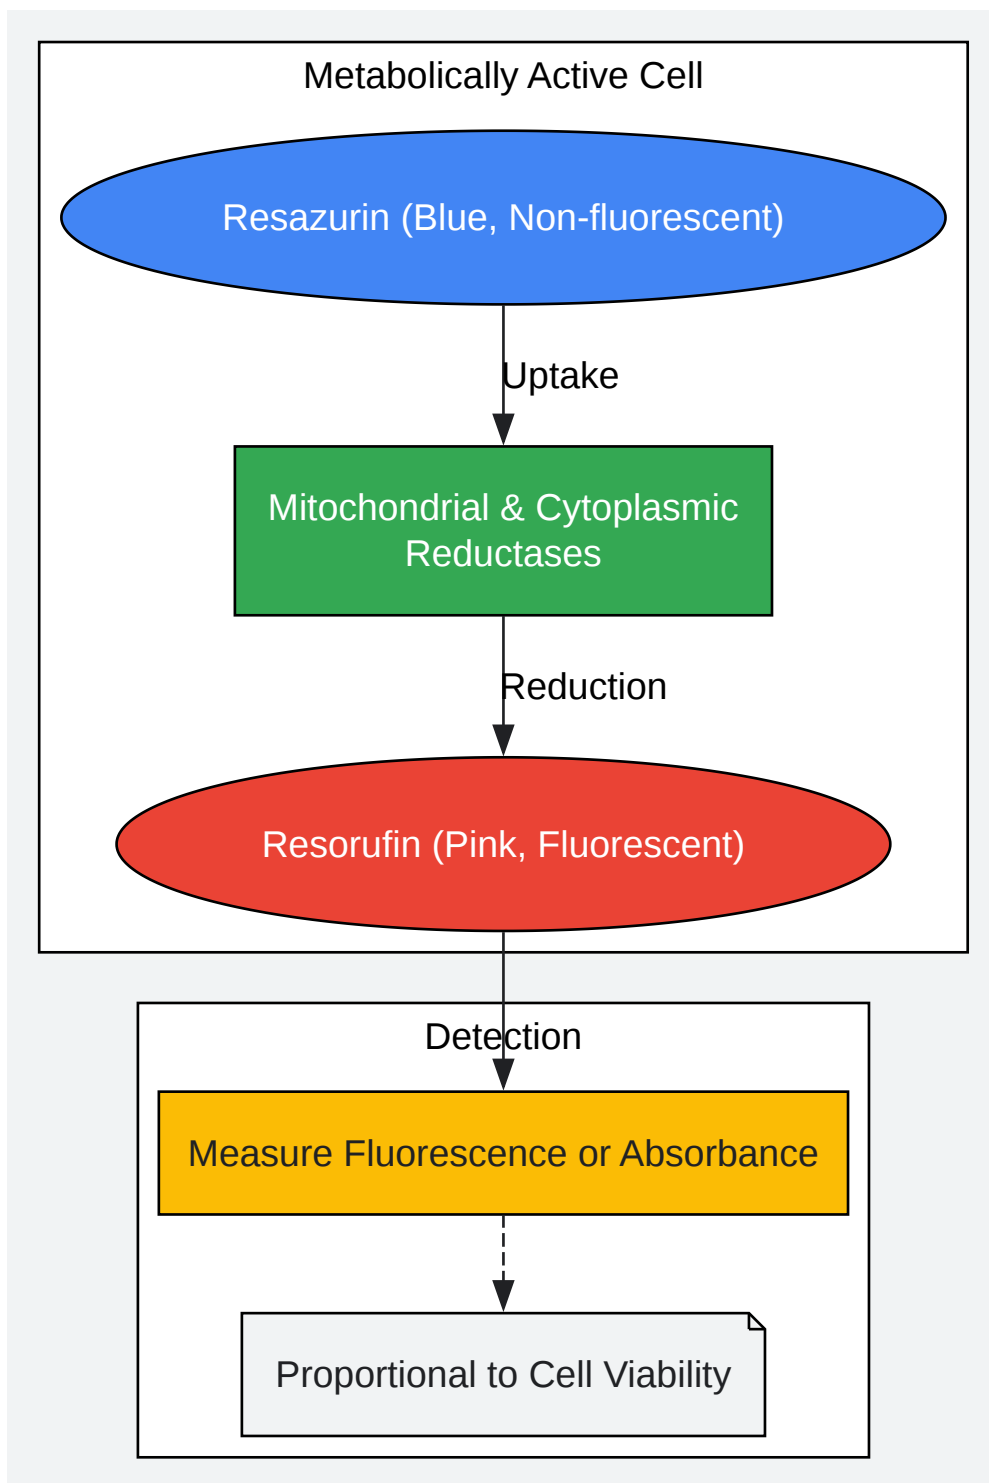 Metabolically Active Cell
Resazurin (Blue, Non-fluorescent)
Uptake
Mitochondrial & Cytoplasmic
Reductases
Reduction
Resorufin (Pink, Fluorescent)
Detection
Measure Fluorescence or Absorbance
Proportional to Cell Viability